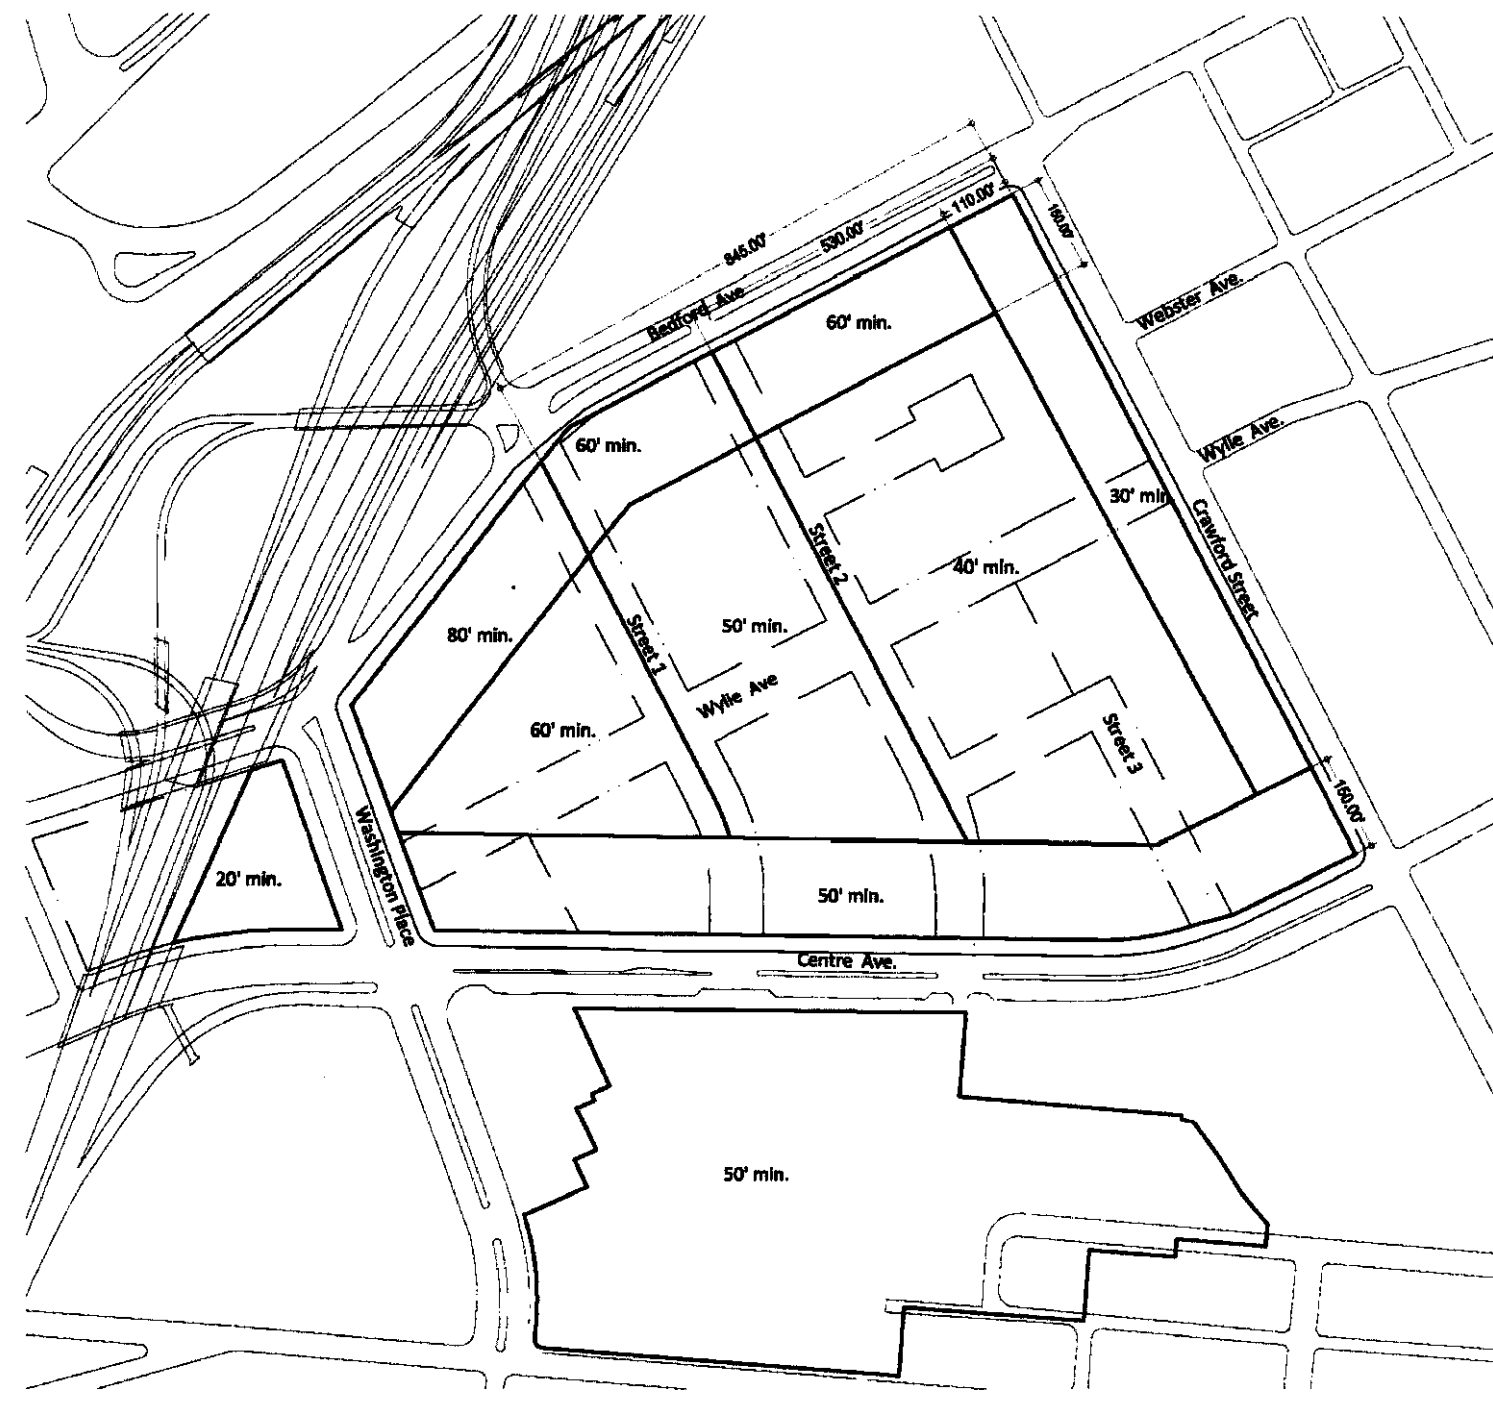 110.00'
160.00'
845.00'
530.00'
Bedford Ave
Webster Ave.
60' min.
Wylie Ave.
60' min.
30' min.
Crawford Street
Street 2
40' min.
80' min.
Street 1
50' min.
Wylie Ave
60' min.
Street 3
160.00'
Washington Place
20' min.
50' min.
Centre Ave.
50' min.